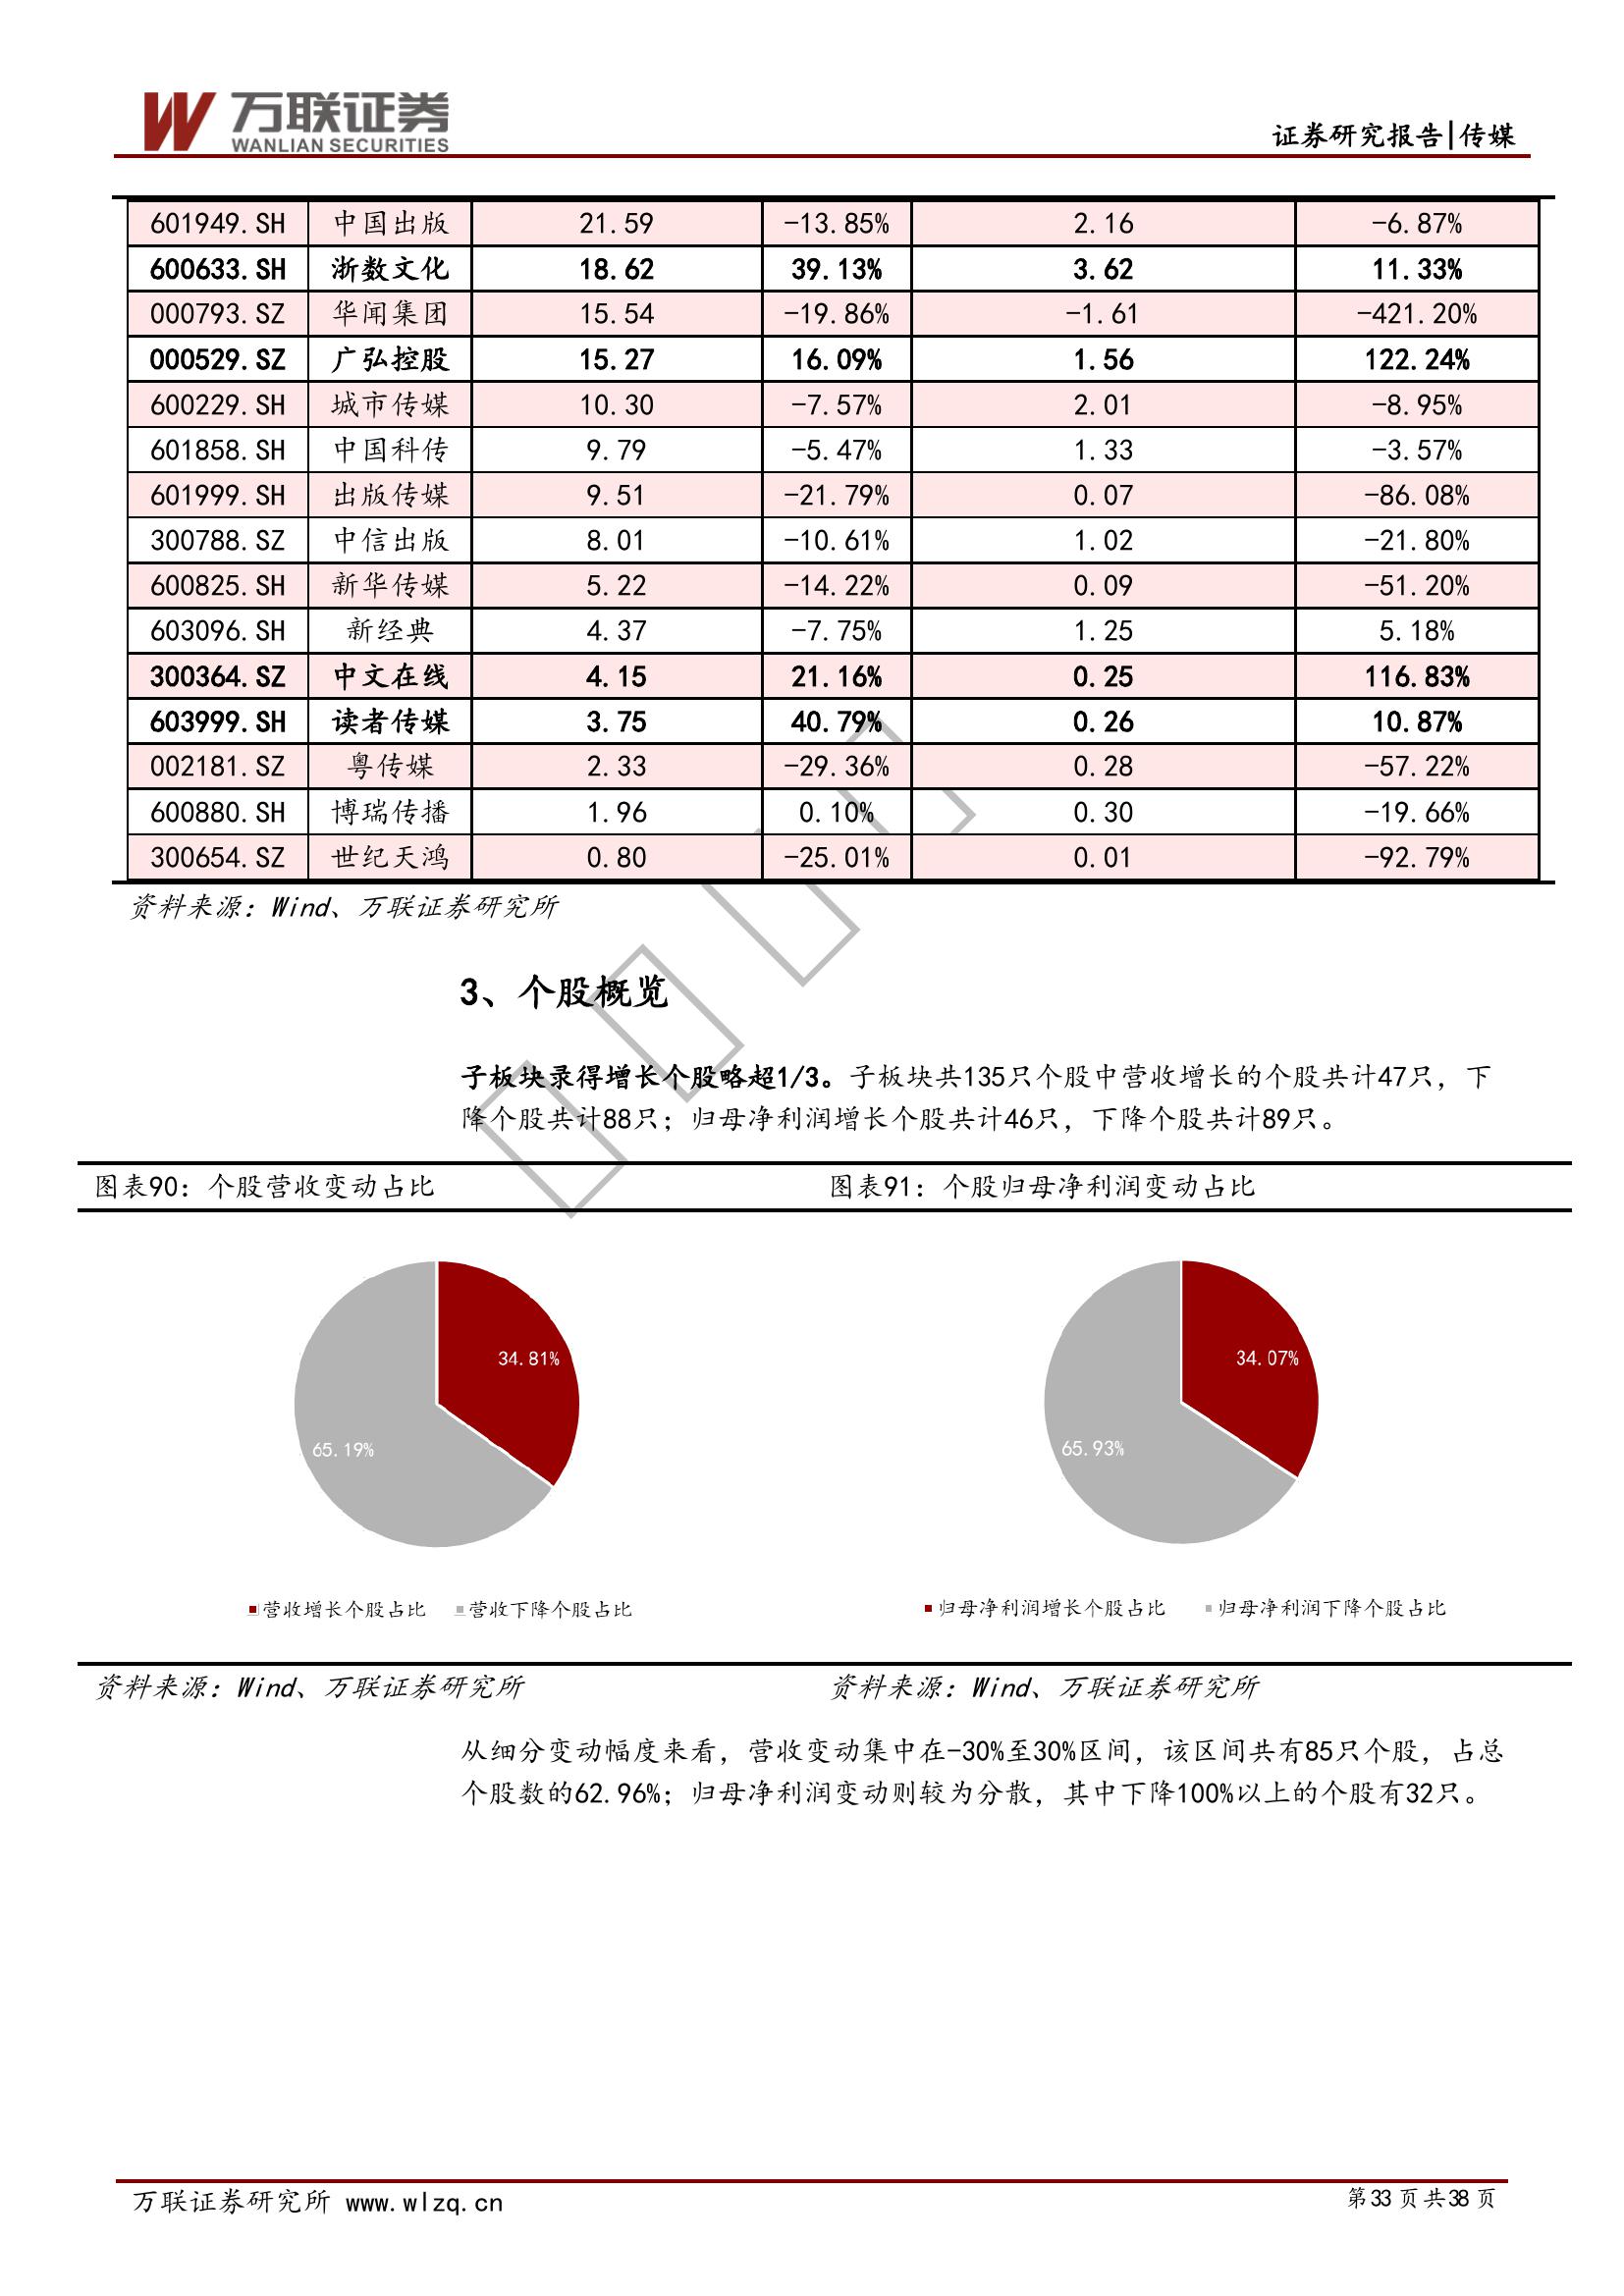 万联证券
WANLIAN SECURITIES
证券研究报告|传媒
601949.SH 中国出版 21.59 -13.85% 2.16 -6.87%
600633.SH 浙数文化 18.62 39.13% 3.62 11.33%
000793.SZ 华闻集团 15.54 -19.86% -1.61 -421.20%
000529.SZ 广弘控股 15.27 16.09% 1.56 122.24%
600229.SH 城市传媒 10.30 -7.57% 2.01 -8.95%
601858.SH 中国科传 9.79 -5.47% 1.33 -3.57%
601999.SH 出版传媒 9.51 -21.79% 0.07 -86.08%
300788.SZ 中信出版 8.01 -10.61% 1.02 -21.80%
600825.SH 新华传媒 5.22 -14.22% 0.09 -51.20%
603096.SH 新经典 4.37 -7.75% 1.25 5.18%
300364.SZ 中文在线 4.15 21.16% 0.25 116.83%
603999.SH 读者传媒 3.75 40.79% 0.26 10.87%
002181.SZ 粤传媒 2.33 -29.36% 0.28 -57.22%
600880.SH 博瑞传播 1.96 0.10% 0.30 -19.66%
300654.SZ 世纪天鸿 0.80 -25.01% 0.01 -92.79%
资料来源：Wind、万联证券研究所
3、个股概览
子板块录得增长个股略超1/3。子板块共135只个股中营收增长的个股共计47只，下
降个股共计88只；归母净利润增长个股共计46只，下降个股共计89只。
图表90：个股营收变动占比
图表91：个股归母净利润变动占比
34.81%
65.19%
34.07%
65.93%
营收增长个股占比 营收下降个股占比
归母净利润增长个股占比 归母净利润下降个股占比
资料来源：Wind、万联证券研究所
资料来源：Wind、万联证券研究所
从细分变动幅度来看，营收变动集中在-30%至30%区间，该区间共有85只个股，占总
个股数的62.96%；归母净利润变动则较为分散，其中下降100%以上的个股有32只。
万联证券研究所 www.wlzq.cn
第33页共38页